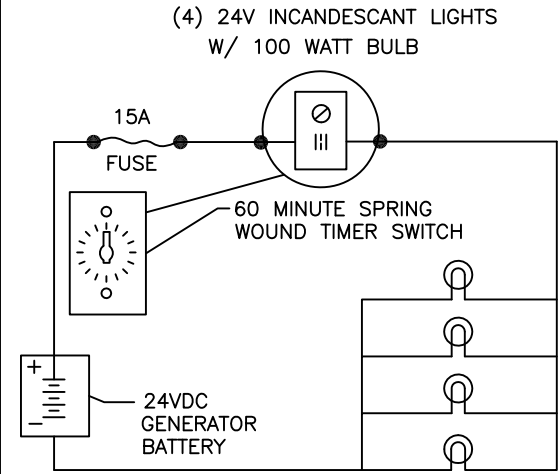 (4) 24V INCANDESCANT LIGHTS
W/ 100 WATT BULB
15A
FUSE
60 MINUTE SPRING
WOUND TIMER SWITCH
+
−
24VDC
GENERATOR
BATTERY